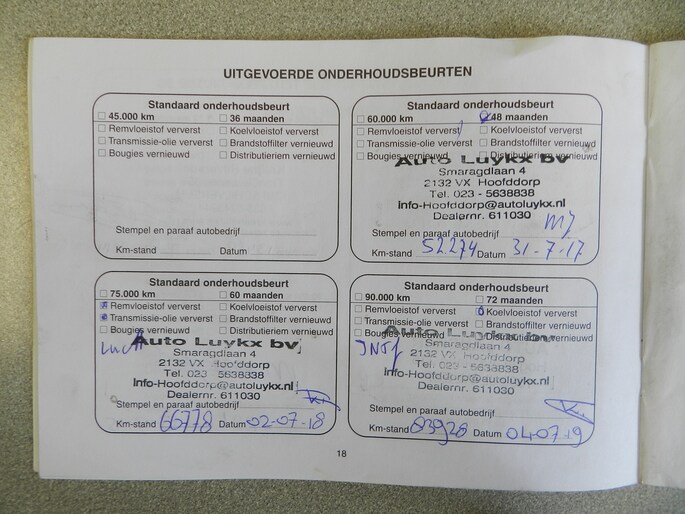 UITGEVOERDE ONDERHOUDSBEURTEN
Standaard onderhoudsbeurt
45.000 km 36 maanden
Remvloeistof ververst Koelvloeistof ververst
Transmissie-olie ververst Brandstoffilter vernieuwd
Bougies vernieuwd Distributieriem vernieuwd
Stempel en paraaf autobedrijf
Km-stand Datum
Standaard onderhoudsbeurt
60.000 km 48 maanden
Remvloeistof ververst Koelvloeistof ververst
Transmissie-olie ververst Brandstoffilter vernieuwd
Bougies vernieuwd Distributieriem vernieuwd
Auto Luykx bv
Smaragdlaan 4
2132 VX Hoofddorp
Tel. 023 - 5638838
Info-Hoofddorp@autoluykx.nl
Dealernr. 611030
Stempel en paraaf autobedrijf
Km-stand 52274 Datum 31-7-17
Standaard onderhoudsbeurt
75.000 km 60 maanden
Remvloeistof ververst Koelvloeistof ververst
Transmissie-olie ververst Brandstoffilter vernieuwd
Bougies vernieuwd Distributieriem vernieuwd
Auto Luykx bv
Smaragdlaan 4
2132 VX Hoofddorp
Tel. 023 - 5638838
Info-Hoofddorp@autoluykx.nl
Dealernr. 611030
Stempel en paraaf autobedrijf
Km-stand 66778 Datum 02-07-18
Standaard onderhoudsbeurt
90.000 km 72 maanden
Remvloeistof ververst Koelvloeistof ververst
Transmissie-olie ververst Brandstoffilter vernieuwd
Bougies vernieuwd Distributieriem vernieuwd
Auto Luykx bv
Smaragdlaan 4
2132 VX Hoofddorp
Tel. 023 - 5638838
Info-Hoofddorp@autoluykx.nl
Dealernr. 611030
Stempel en paraaf autobedrijf
Km-stand 83928 Datum 04-07-19
18